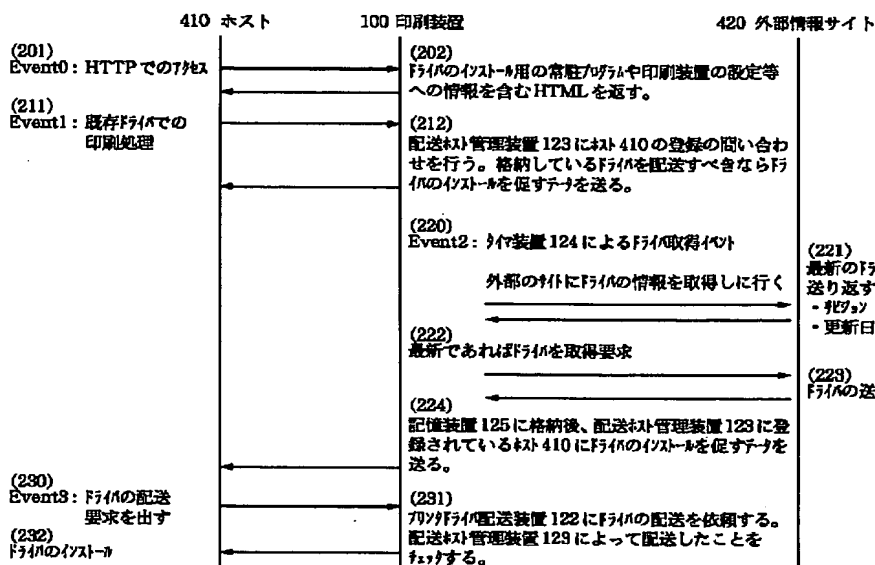 410 ホスト
100 印刷装置
420 外部情報サイト
(201)
Event0：HTTPでのｱｸｾｽ
(202)
ﾄﾞﾗｲﾊﾞのｲﾝｽﾄｰﾙ用の常駐ﾌﾟﾛｸﾞﾗﾑや印刷装置の設定等
への情報を含むHTMLを返す。
(211)
Event1：既存ﾄﾞﾗｲﾊﾞでの
印刷処理
(212)
配送ﾎｽﾄ管理装置123にﾎｽﾄ410の登録の問い合わ
せを行う。格納しているﾄﾞﾗｲﾊﾞを配送すべきならﾄﾞﾗ
ｲﾊﾞのｲﾝｽﾄｰﾙを促すﾃﾞｰﾀを送る。
(220)
Event2：ﾀｲﾏ装置124によるﾄﾞﾗｲﾊﾞ取得ｲﾍﾞﾝﾄ
外部のｻｲﾄにﾄﾞﾗｲﾊﾞの情報を取得しに行く
(221)
最新のﾄﾞﾗ
送り返す
・ﾘﾋﾞｼﾞｮﾝ
・更新日
(222)
最新であればﾄﾞﾗｲﾊﾞを取得要求
(223)
ﾄﾞﾗｲﾊﾞの送
(224)
記憶装置125に格納後、配送ﾎｽﾄ管理装置123に登
録されているﾎｽﾄ410にﾄﾞﾗｲﾊﾞのｲﾝｽﾄｰﾙを促すﾃﾞｰﾀを
送る。
(230)
Event3：ﾄﾞﾗｲﾊﾞの配送
要求を出す
(231)
ﾌﾟﾘﾝﾀﾄﾞﾗｲﾊﾞ配送装置122にﾄﾞﾗｲﾊﾞの配送を依頼する。
配送ﾎｽﾄ管理装置123によって配送したことを
ﾁｪｯｸする。
(232)
ﾄﾞﾗｲﾊﾞのｲﾝｽﾄｰﾙ